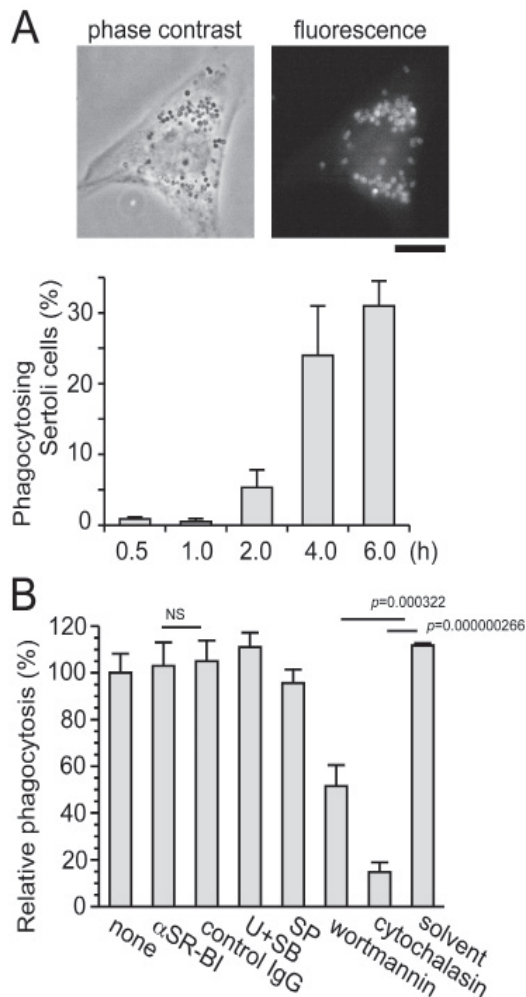 A
phase contrast
fluorescence
Phagocytosing
Sertoli cells (%)
30
20
10
0
0.5 1.0 2.0 4.0 6.0 (h)
B
p=0.000322
NS
p=0.000000266
Relative phagocytosis (%)
120
100
80
60
40
20
0
none
αSR-BI
control IgG
U+SB
SP
wortmannin
cytochalasin
solvent